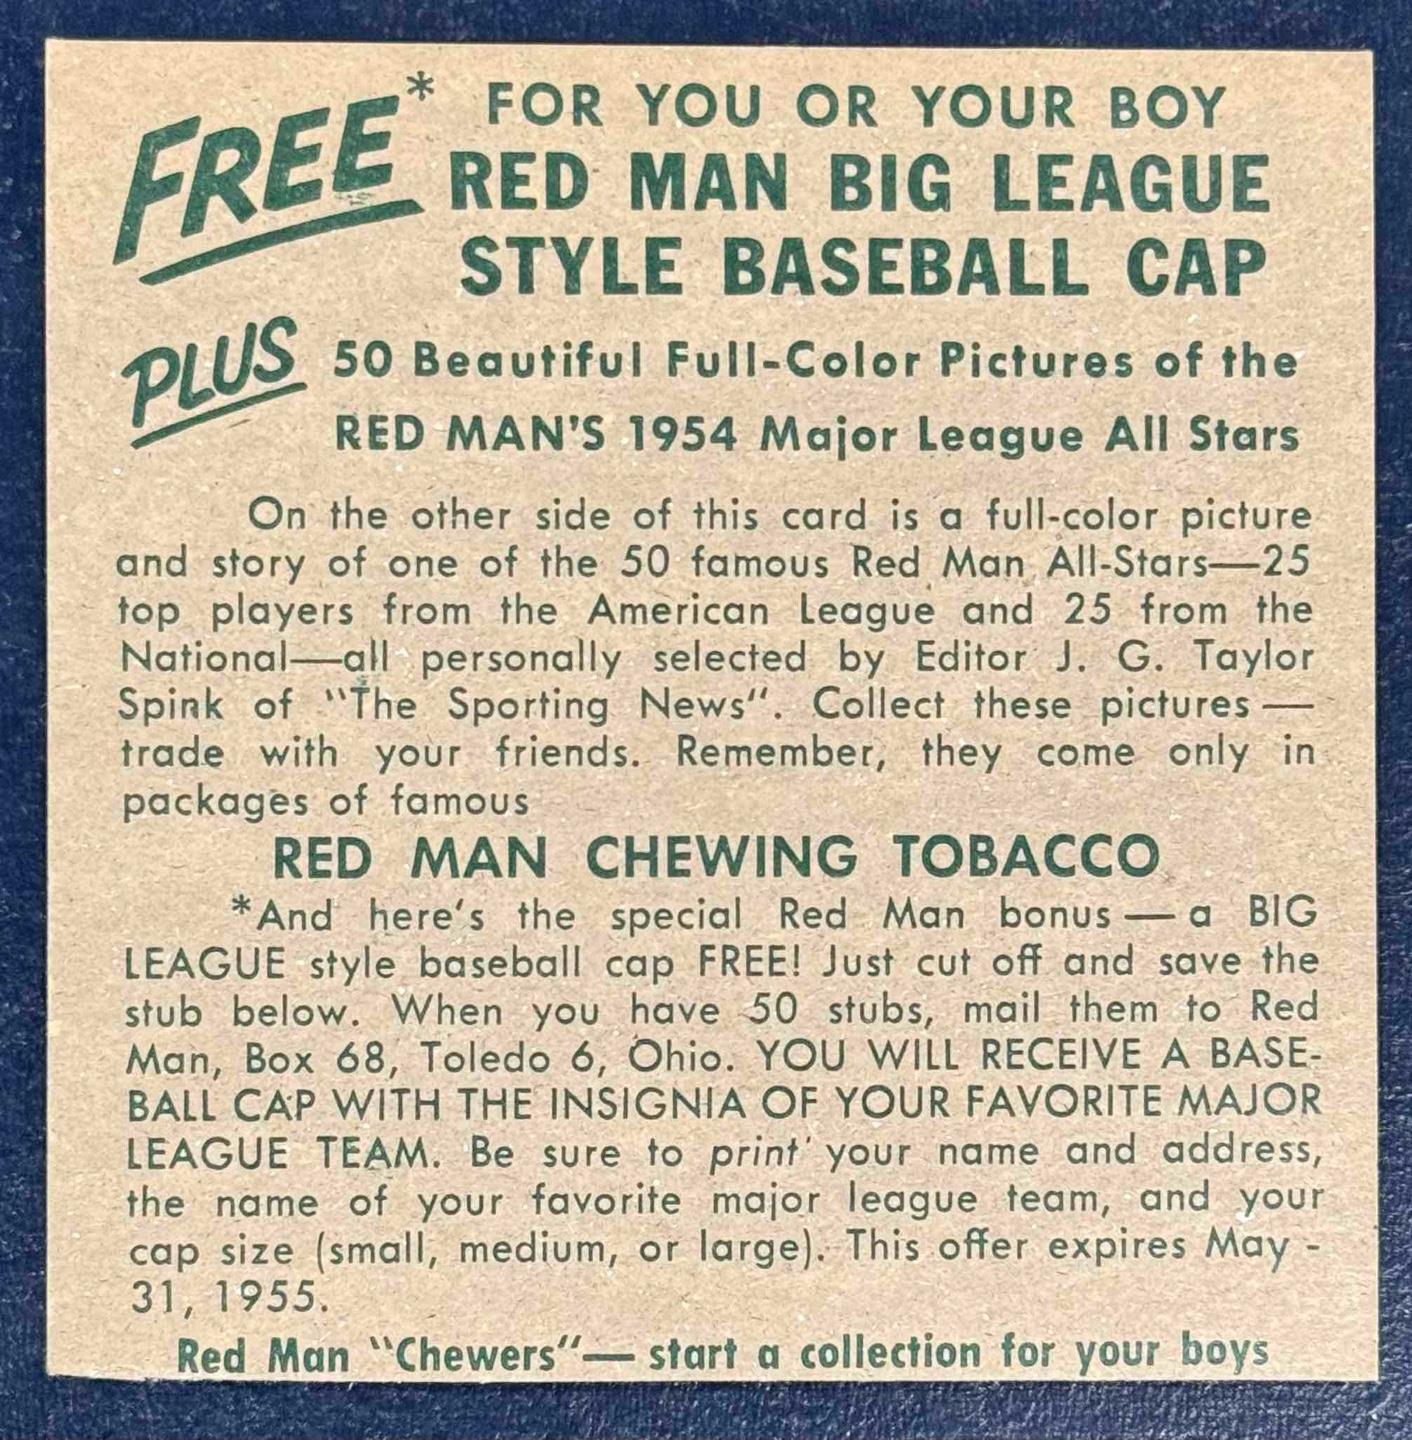 FREE* FOR YOU OR YOUR BOY
RED MAN BIG LEAGUE
STYLE BASEBALL CAP
PLUS 50 Beautiful Full-Color Pictures of the
RED MAN'S 1954 Major League All Stars
On the other side of this card is a full-color picture
and story of one of the 50 famous Red Man All-Stars—25
top players from the American League and 25 from the
National—all personally selected by Editor J. G. Taylor
Spink of "The Sporting News". Collect these pictures —
trade with your friends. Remember, they come only in
packages of famous
RED MAN CHEWING TOBACCO
*And here's the special Red Man bonus — a BIG
LEAGUE style baseball cap FREE! Just cut off and save the
stub below. When you have 50 stubs, mail them to Red
Man, Box 68, Toledo 6, Ohio. YOU WILL RECEIVE A BASE-
BALL CAP WITH THE INSIGNIA OF YOUR FAVORITE MAJOR
LEAGUE TEAM. Be sure to print your name and address,
the name of your favorite major league team, and your
cap size (small, medium, or large). This offer expires May -
31, 1955.
Red Man "Chewers"— start a collection for your boys